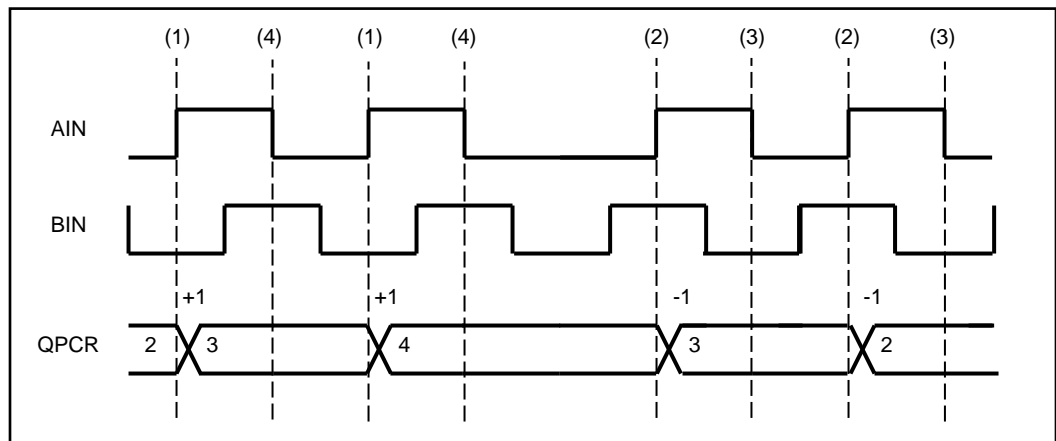 (1) (4) (1) (4) (2) (3) (2) (3)
AIN
BIN
+1 +1 -1 -1
QPCR 2 3 4 3 2